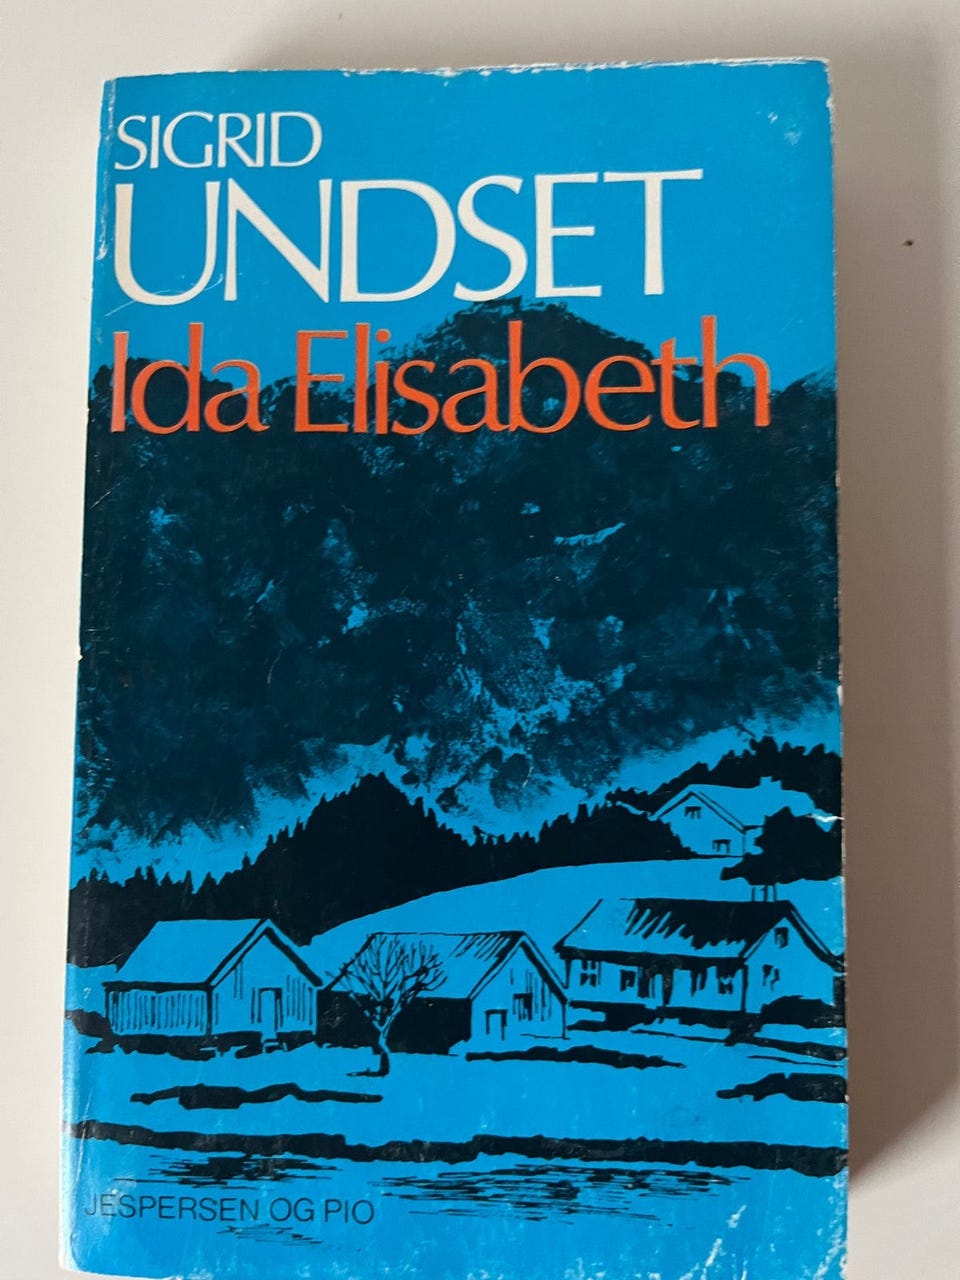 SIGRID
UNDSET
Ida Elisabeth
JESPERSEN OG PIO